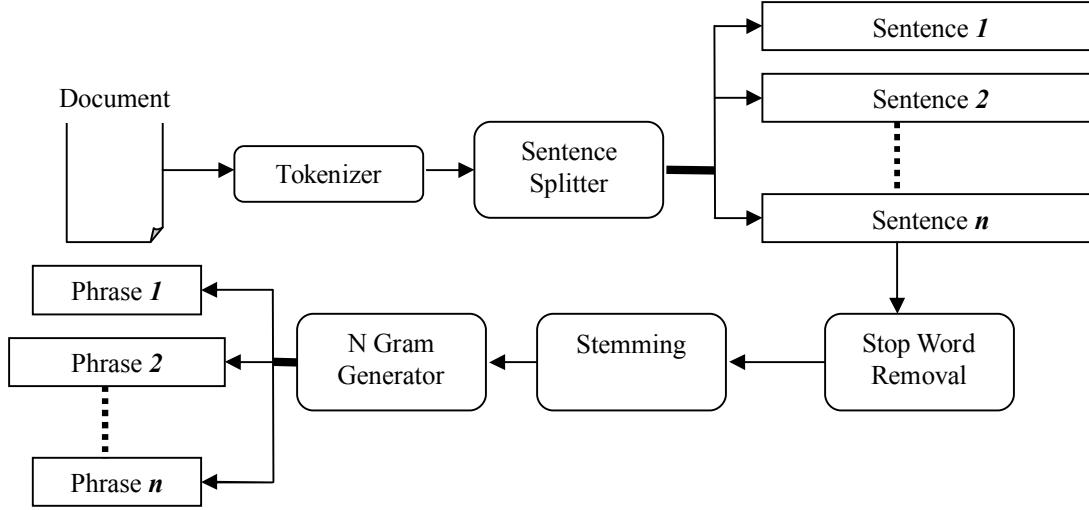 Document
Tokenizer
Sentence
Splitter
Sentence 1
Sentence 2
Sentence n
Stop Word
Removal
Stemming
N Gram
Generator
Phrase 1
Phrase 2
Phrase n